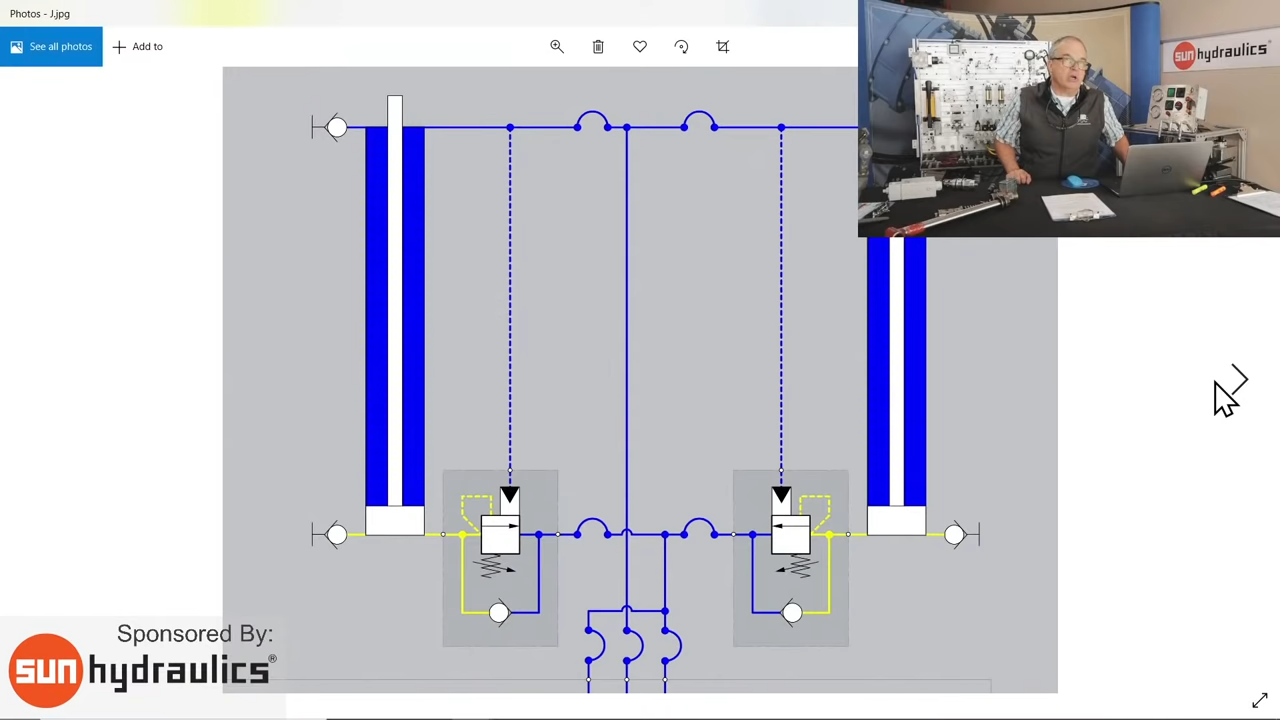 Photos - J.jpg
See all photos
Add to
sun hydraulics®
Sponsored By:
sun hydraulics®